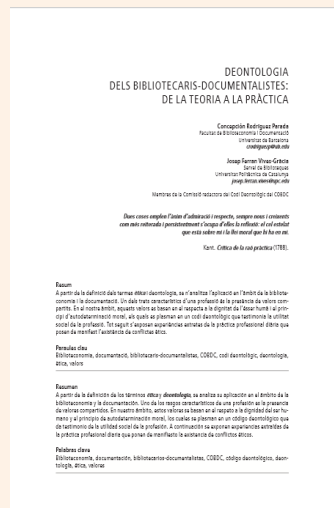 DEONTOLOGIA
DELS BIBLIOTECARIS-DOCUMENTALISTES:
DE LA TEORIA A LA PRÀCTICA
Concepción Rodríguez Parada
Facultat de Biblioteconomia i Documentació
Universitat de Barcelona
crodriguezp@ub.edu
Josep Ferran Vives-Gràcia
Servei de Biblioteques
Universitat Politècnica de Catalunya
josep.ferran.vives@upc.edu
Membres de la Comissió redactora del Codi Deontològic del COBDC
Dues coses omplen l'ànim d'admiració i respecte, sempre nous i creixents
com més reiterada i persistentment s'ocupa d'elles la reflexió: el cel estelat
que està sobre mi i la llei moral que hi ha en mi.
Kant. Crítica de la raó pràctica (1788).
Resum
A partir de la definició dels termes ètica i deontologia, se n'analitza l'aplicació en l'àmbit de la bibliote-
conomia i la documentació. Un dels trets característics d'una professió és la presència de valors com-
partits. En el nostre àmbit, aquests valors es basen en el respecte a la dignitat de l'ésser humà i el prin-
cipi d'autodeterminació moral, els quals es plasmen en un codi deontològic que testimonia la utilitat
social de la professió. Tot seguit s'exposen experiències extretes de la pràctica professional diària que
posen de manifest l'existència de conflictes ètics.
Paraules clau
Biblioteconomia, documentació, bibliotecaris-documentalistes, COBDC, codi deontològic, deontologia,
ètica, valors
Resumen
A partir de la definición de los términos ética y deontología, se analiza su aplicación en el ámbito de la
biblioteconomía y la documentación. Uno de los rasgos característicos de una profesión es la presencia
de valores compartidos. En nuestro ámbito, estos valores se basan en el respeto a la dignidad del ser hu-
mano y al principio de autodeterminación moral, los cuales se plasman en un código deontológico que
da testimonio de la utilidad social de la profesión. A continuación se exponen experiencias extraídas de
la práctica profesional diaria que ponen de manifiesto la existencia de conflictos éticos.
Palabras clave
Biblioteconomía, documentación, bibliotecarios-documentalistas, COBDC, código deontológico, deon-
tología, ética, valores